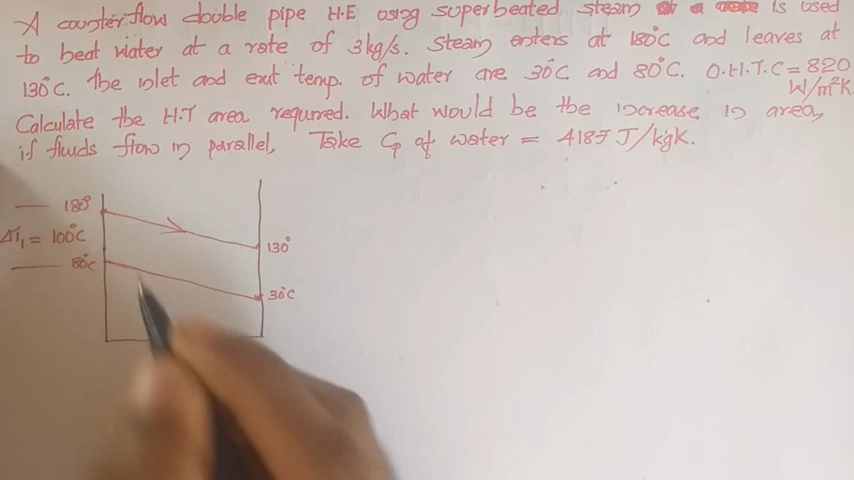 A counterflow double pipe H.E using superheated steam is used
to heat water at a rate of 3kg/s. Steam enters at 180°C and leaves at
130°C. The inlet and exit temp. of water are 30°C and 80°C. O.H.T.C = 820
W/m²K
Calculate the H.T area required. What would be the increase in area,
if fluids flow in parallel, Take Cp of water = 4187 J/kgK.
180°
130°
ΔT₁ = 100°C
80°C
30°C